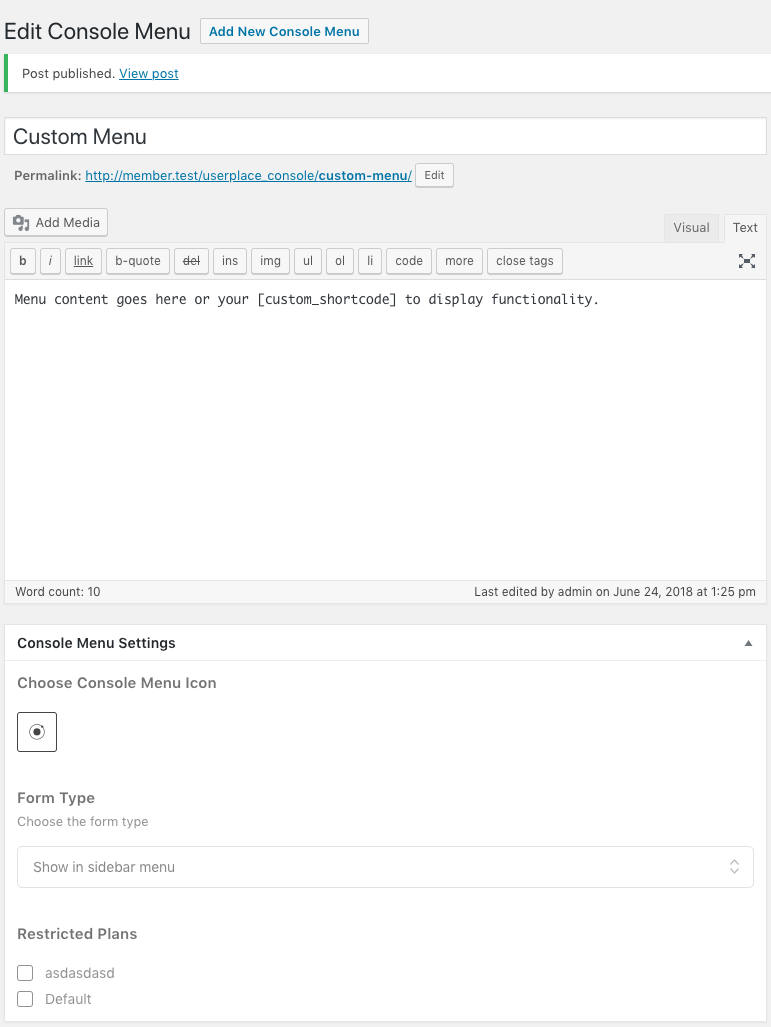 Edit Console Menu Add New Console Menu
Post published. View post
Custom Menu
Permalink: http://member.test/userplace_console/custom-menu/ Edit
Add Media
Visual Text
b i link b-quote del ins img ul ol li code more close tags
Menu content goes here or your [custom_shortcode] to display functionality.
Word count: 10 Last edited by admin on June 24, 2018 at 1:25 pm
Console Menu Settings
Choose Console Menu Icon
Form Type
Choose the form type
Show in sidebar menu
Restricted Plans
asdasdasd
Default